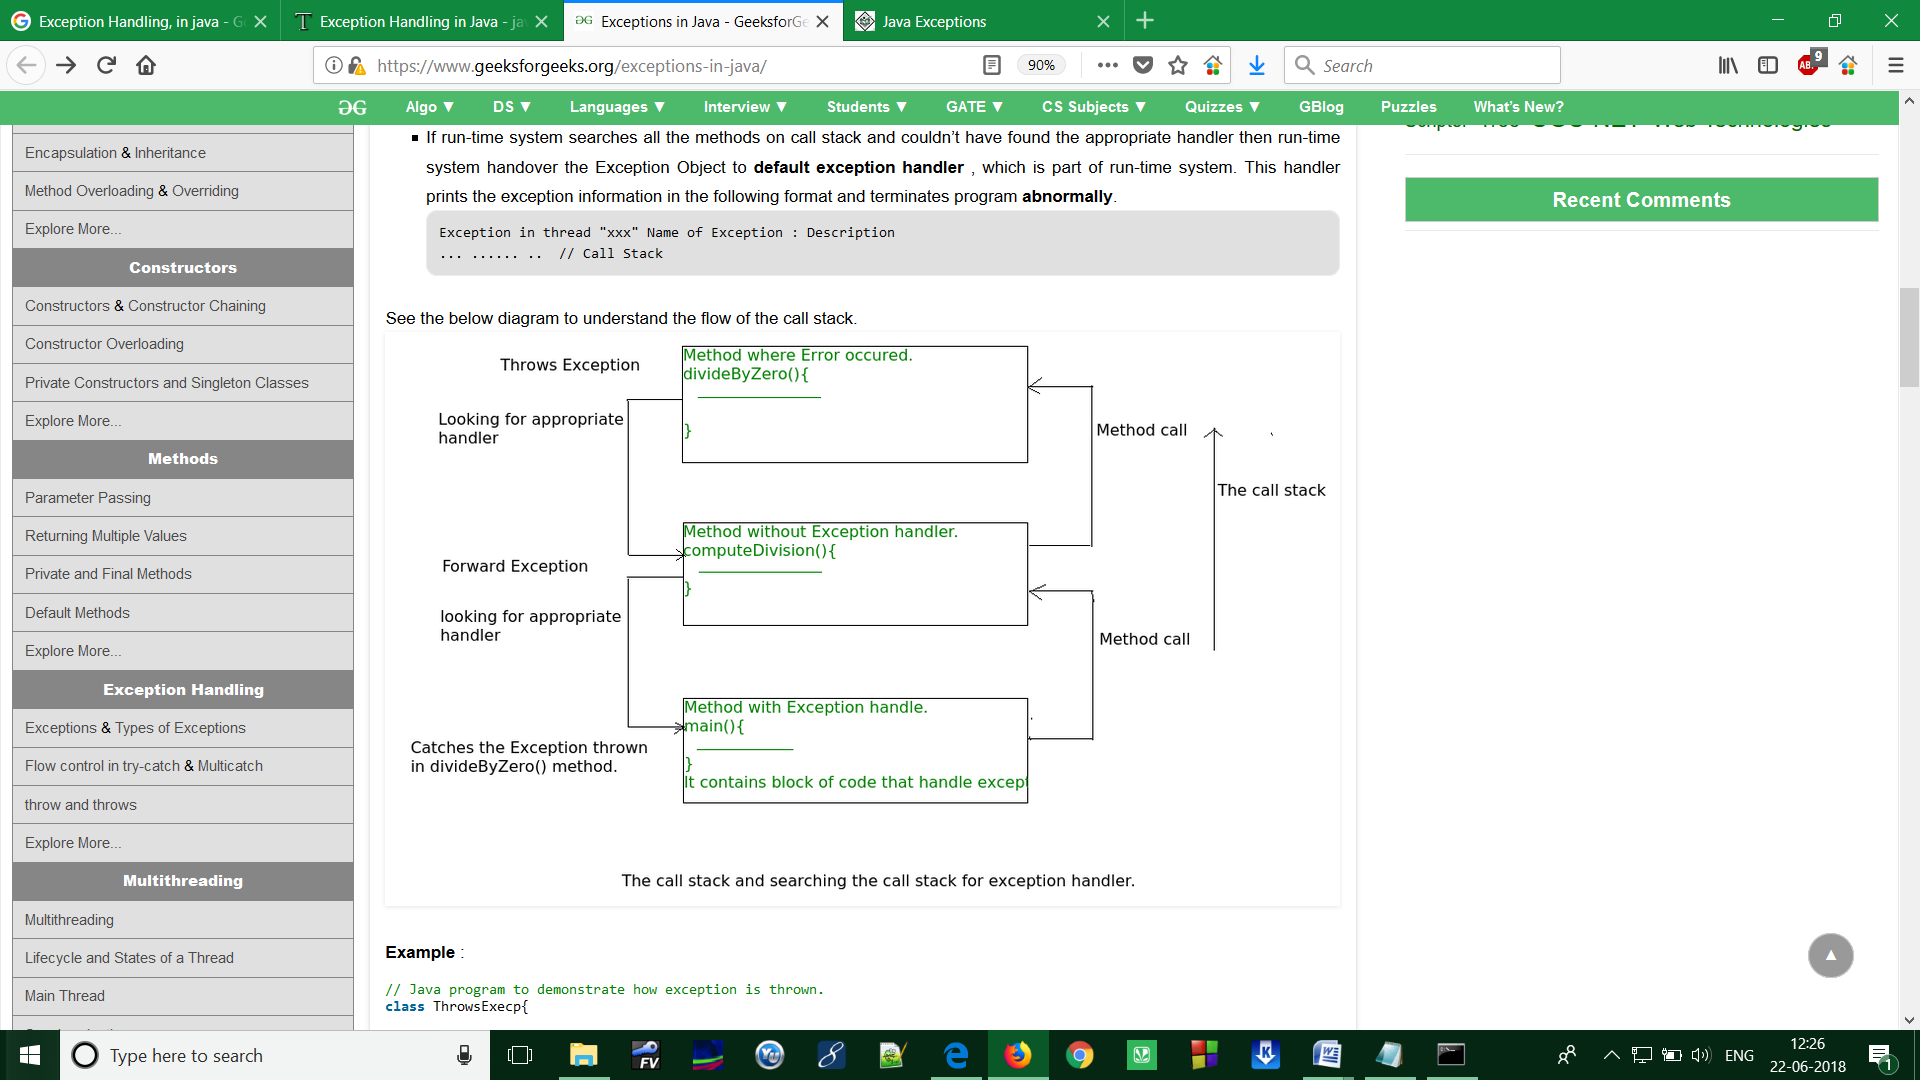 Exception Handling, in java - G
Exception Handling in Java - ja
Exceptions in Java - GeeksforGe
Java Exceptions
https://www.geeksforgeeks.org/exceptions-in-java/
90%
Search
ABP
9
Algo ▼ DS ▼ Languages ▼ Interview ▼ Students ▼ GATE ▼ CS Subjects ▼ Quizzes ▼ GBlog Puzzles What's New?
Encapsulation & Inheritance
Method Overloading & Overriding
Explore More...
Constructors
Constructors & Constructor Chaining
Constructor Overloading
Private Constructors and Singleton Classes
Explore More...
Methods
Parameter Passing
Returning Multiple Values
Private and Final Methods
Default Methods
Explore More...
Exception Handling
Exceptions & Types of Exceptions
Flow control in try-catch & Multicatch
throw and throws
Explore More...
Multithreading
Multithreading
Lifecycle and States of a Thread
Main Thread
If run-time system searches all the methods on call stack and couldn't have found the appropriate handler then run-time
system handover the Exception Object to default exception handler , which is part of run-time system. This handler
prints the exception information in the following format and terminates program abnormally.
Exception in thread "xxx" Name of Exception : Description
... ...... ..  // Call Stack
See the below diagram to understand the flow of the call stack.
Throws Exception
Method where Error occured.
divideByZero(){
}
Looking for appropriate
handler
Method call
The call stack
Method without Exception handler.
computeDivision(){
}
Forward Exception
looking for appropriate
handler
Method call
Method with Exception handle.
main(){
}
It contains block of code that handle except
Catches the Exception thrown
in divideByZero() method.
The call stack and searching the call stack for exception handler.
Example :
// Java program to demonstrate how exception is thrown.
class ThrowsExecp{
Recent Comments
Type here to search
FV
ENG
12:26
22-06-2018
1